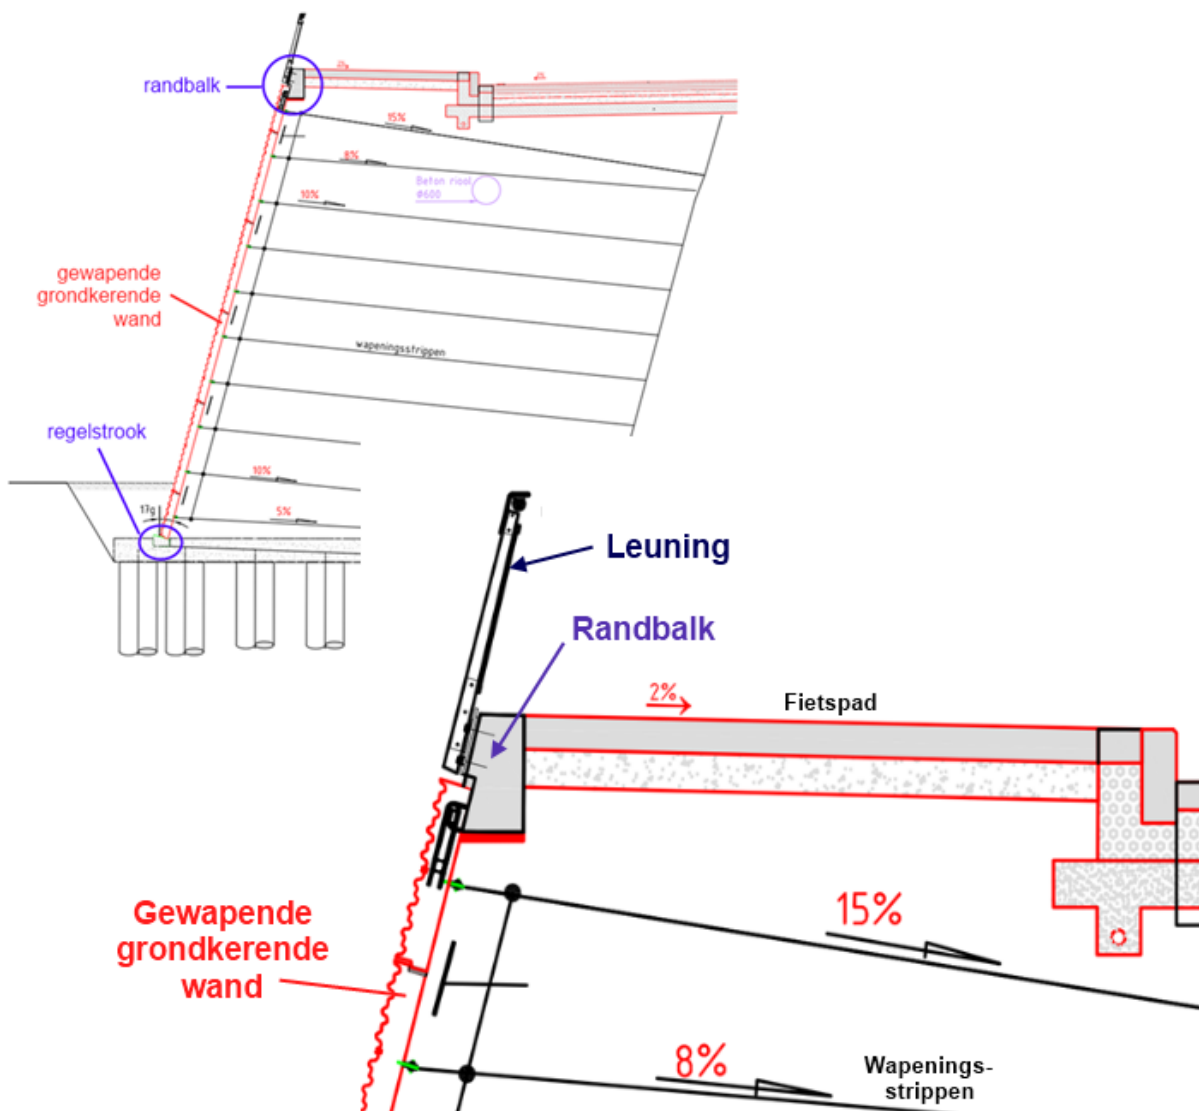 randbalk
15%
8%
Beton riool
Ø600
10%
gewapende
grondkerende
wand
wapeningsstrippen
regelstrook
10%
17g
5%
Leuning
Randbalk
2%
Fietspad
Gewapende
grondkerende
wand
15%
8%
Wapenings-
strippen